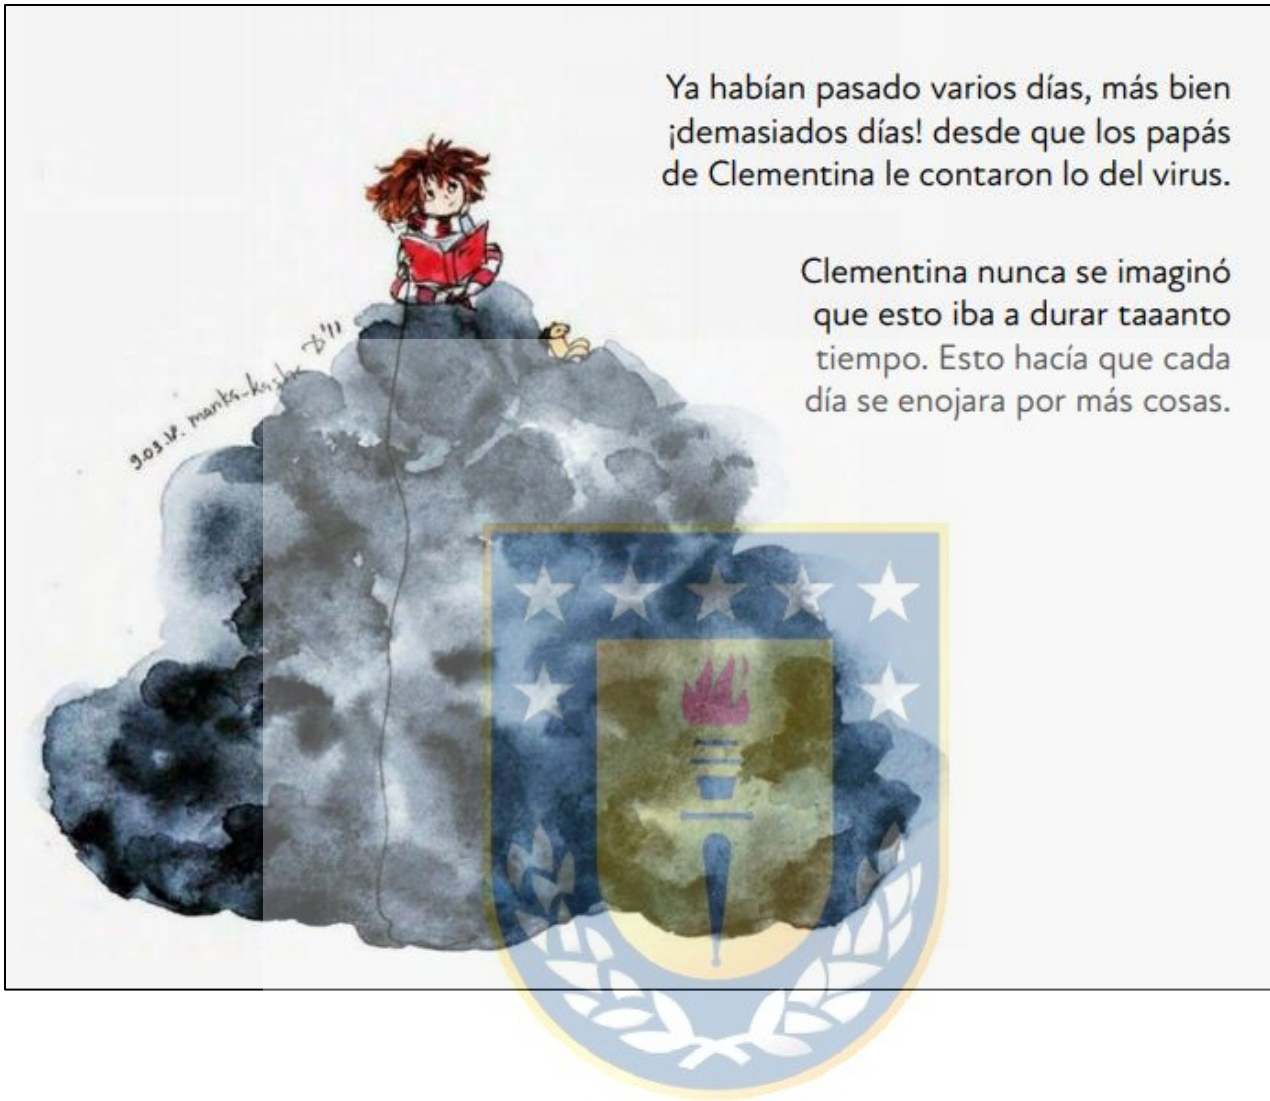 Ya habían pasado varios días, más bien
¡demasiados días! desde que los papás
de Clementina le contaron lo del virus.
Clementina nunca se imaginó
que esto iba a durar taaanto
tiempo. Esto hacía que cada
día se enojara por más cosas.
manka-kasha